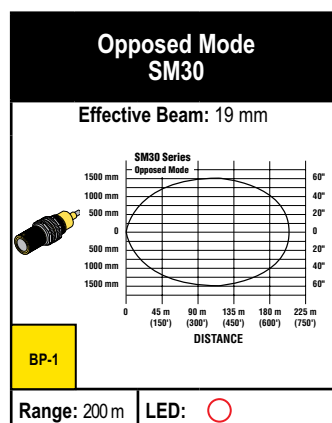 Opposed Mode
SM30
Effective Beam: 19 mm
SM30 Series
Opposed Mode
1500 mm
1000 mm
500 mm
0
500 mm
1000 mm
1500 mm
60"
40"
20"
0
20"
40"
60"
0 45 m 90 m 135 m 180 m 225 m
(150') (300') (450') (600') (750')
DISTANCE
BP-1
Range: 200 m LED: